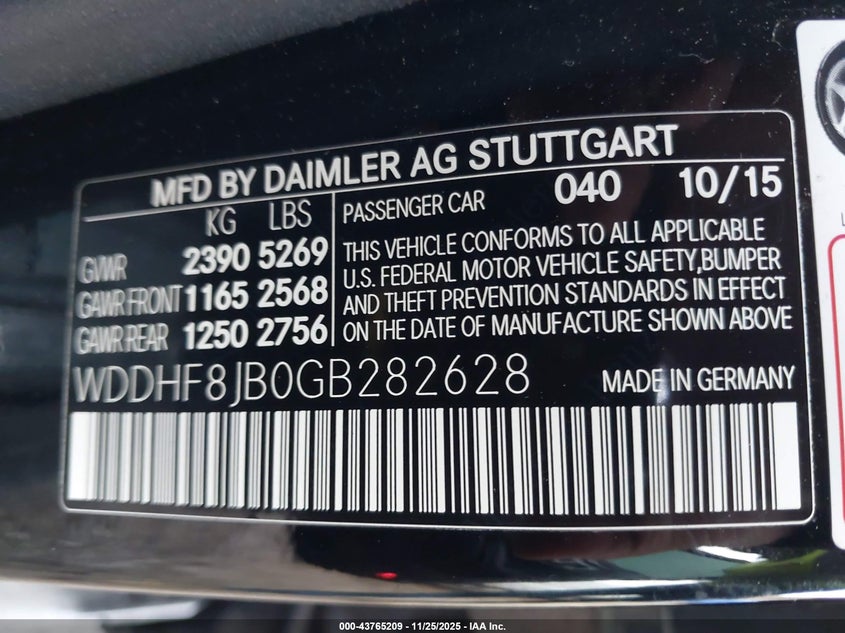 MFD BY DAIMLER AG STUTTGART
KG LBS
GVWR 2390 5269
GAWR FRONT 1165 2568
GAWR REAR 1250 2756
PASSENGER CAR 040 10/15
THIS VEHICLE CONFORMS TO ALL APPLICABLE
U.S. FEDERAL MOTOR VEHICLE SAFETY,BUMPER
AND THEFT PREVENTION STANDARDS IN EFFECT
ON THE DATE OF MANUFACTURE SHOWN ABOVE
WDDHF8JB0GB282628 MADE IN GERMANY
000-43765209 - 11/25/2025 - IAA Inc.